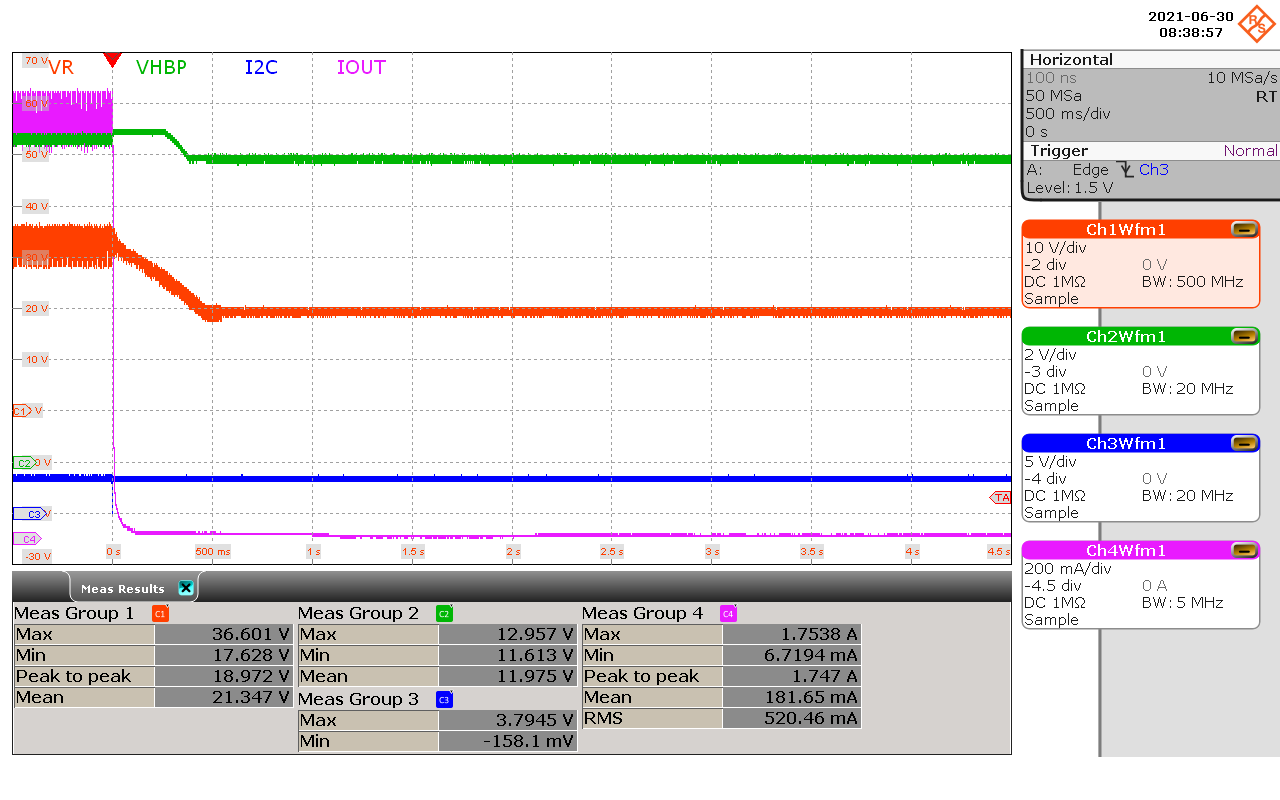 2021-06-30
08:38:57
R&S
VR VHBP I2C IOUT
70 V
60 V
50 V
40 V
30 V
20 V
10 V
C1 V
C2 0 V
C3 V
C4
-30 V
TA
0 s 500 ms 1 s 1.5 s 2 s 2.5 s 3 s 3.5 s 4 s 4.5 s
Horizontal
100 ns 10 MSa/s
50 MSa RT
500 ms/div
0 s
Trigger Normal
A: Edge Ch3
Level: 1.5 V
Ch1Wfm1
10 V/div
-2 div 0 V
DC 1MΩ BW: 500 MHz
Sample
Ch2Wfm1
2 V/div
-3 div 0 V
DC 1MΩ BW: 20 MHz
Sample
Ch3Wfm1
5 V/div
-4 div 0 V
DC 1MΩ BW: 20 MHz
Sample
Ch4Wfm1
200 mA/div
-4.5 div 0 A
DC 1MΩ BW: 5 MHz
Sample
Meas Results
Meas Group 1 C1
Max 36.601 V
Min 17.628 V
Peak to peak 18.972 V
Mean 21.347 V
Meas Group 2 C2
Max 12.957 V
Min 11.613 V
Mean 11.975 V
Meas Group 3 C3
Max 3.7945 V
Min -158.1 mV
Meas Group 4 C4
Max 1.7538 A
Min 6.7194 mA
Peak to peak 1.747 A
Mean 181.65 mA
RMS 520.46 mA